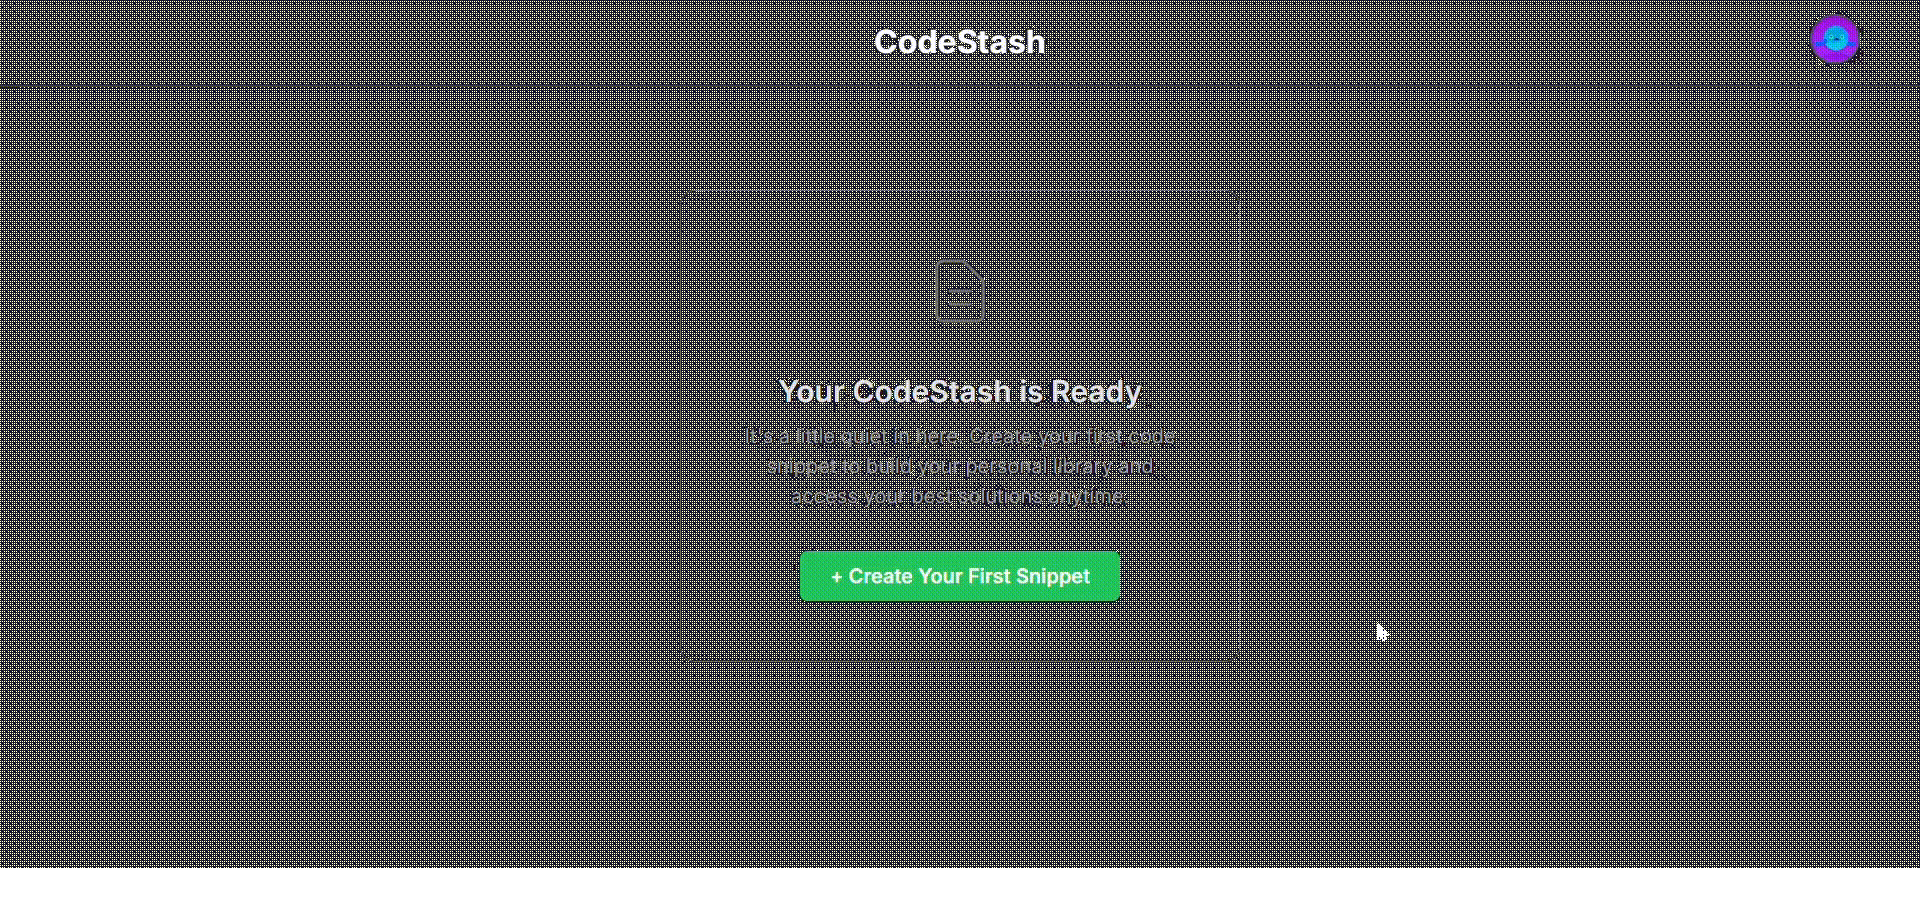 CodeStash
Your CodeStash is Ready
It's a little quiet in here. Create your first code
snippet to build your personal library and
access your best solutions anytime.
+ Create Your First Snippet